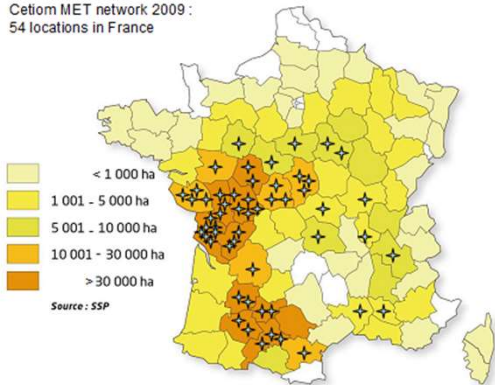 Cetiom MET network 2009 :
54 locations in France
< 1 000 ha
1 001 - 5 000 ha
5 001 - 10 000 ha
10 001 - 30 000 ha
>30 000 ha
Source : SSP